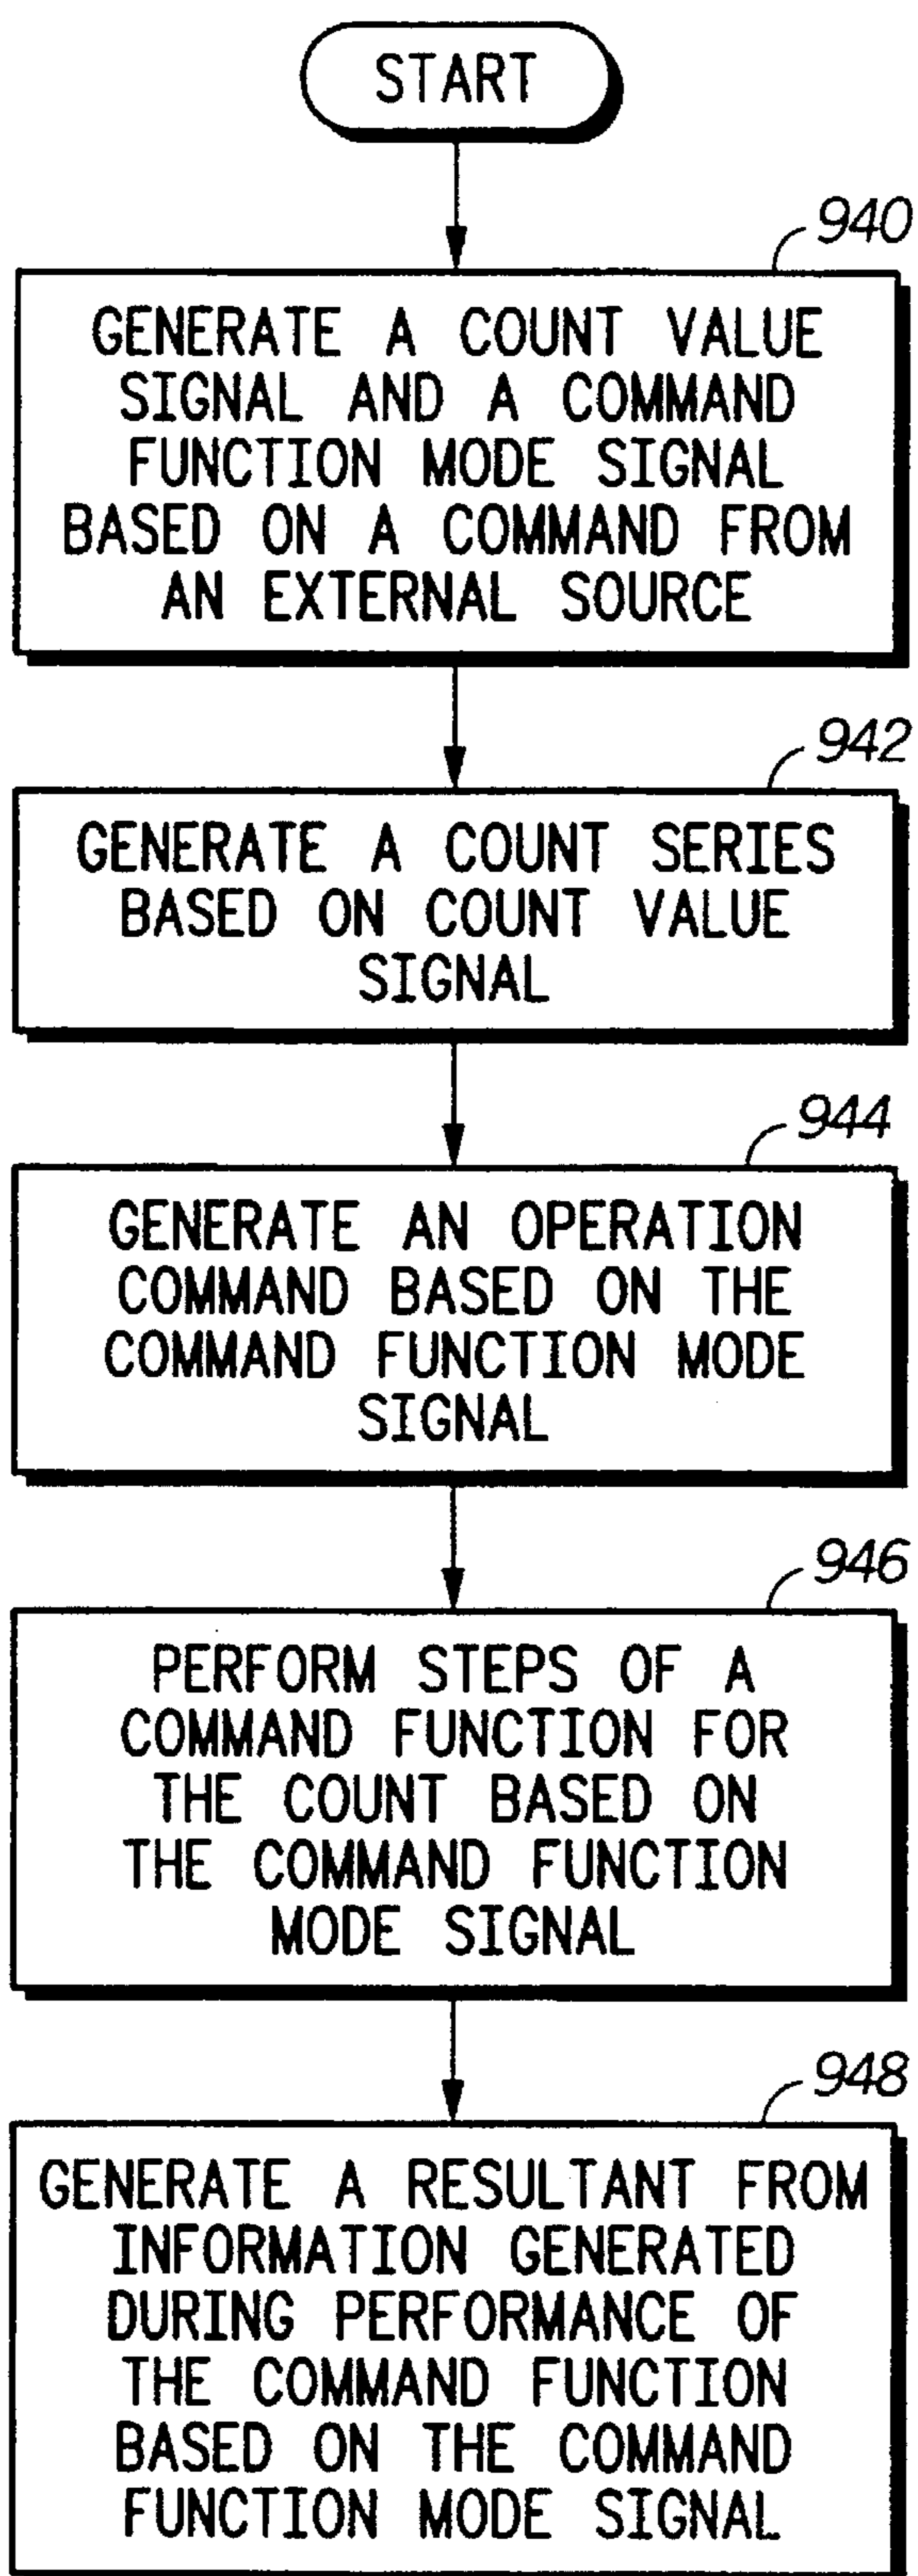 START
940
GENERATE A COUNT VALUE
SIGNAL AND A COMMAND
FUNCTION MODE SIGNAL
BASED ON A COMMAND FROM
AN EXTERNAL SOURCE
942
GENERATE A COUNT SERIES
BASED ON COUNT VALUE
SIGNAL
944
GENERATE AN OPERATION
COMMAND BASED ON THE
COMMAND FUNCTION MODE
SIGNAL
946
PERFORM STEPS OF A
COMMAND FUNCTION FOR
THE COUNT BASED ON
THE COMMAND FUNCTION
MODE SIGNAL
948
GENERATE A RESULTANT FROM
INFORMATION GENERATED
DURING PERFORMANCE OF
THE COMMAND FUNCTION
BASED ON THE COMMAND
FUNCTION MODE SIGNAL